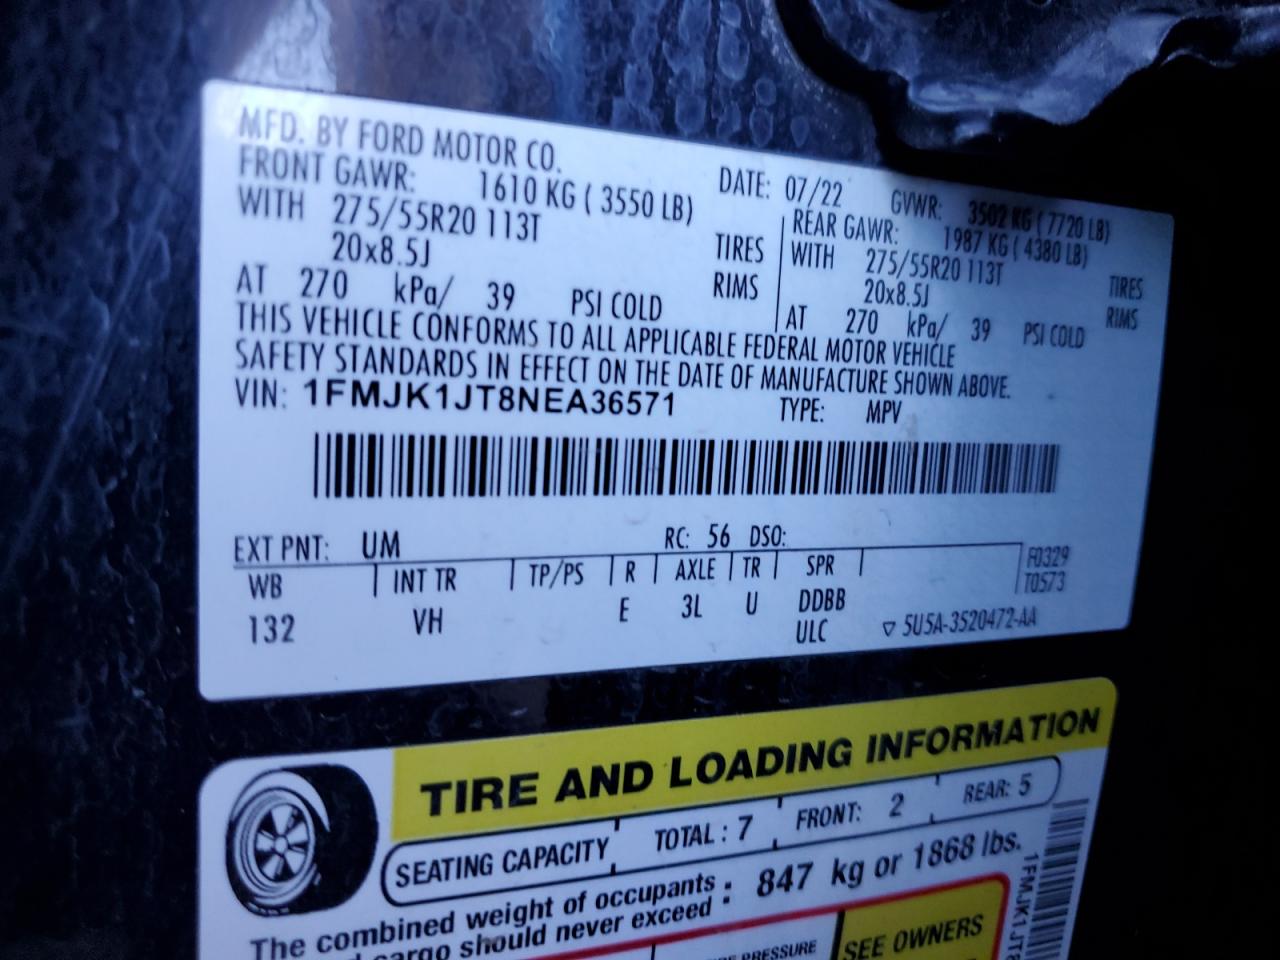 MFD. BY FORD MOTOR CO.
DATE: 07/22 GVWR: 3502 KG (7720 LB)
FRONT GAWR: 1610 KG ( 3550 LB)
REAR GAWR: 1987 KG ( 4380 LB)
WITH 275/55R20 113T TIRES
WITH 275/55R20 113T TIRES
20x8.5J RIMS
20x8.5J RIMS
AT 270 kPa/ 39 PSI COLD
AT 270 kPa/ 39 PSI COLD
THIS VEHICLE CONFORMS TO ALL APPLICABLE FEDERAL MOTOR VEHICLE
SAFETY STANDARDS IN EFFECT ON THE DATE OF MANUFACTURE SHOWN ABOVE.
VIN: 1FMJK1JT8NEA36571 TYPE: MPV
EXT PNT: UM RC: 56 DSO:
F0329
WB INT TR TP/PS R AXLE TR SPR
T0573
132 VH E 3L U DDBB
ULC ▽ 5U5A-3520472-AA
TIRE AND LOADING INFORMATION
SEATING CAPACITY TOTAL : 7 FRONT: 2 REAR: 5
The combined weight of occupants
cargo should never exceed : 847 kg or 1868 lbs.
PRESSURE
SEE OWNERS
1FMJK1JT8